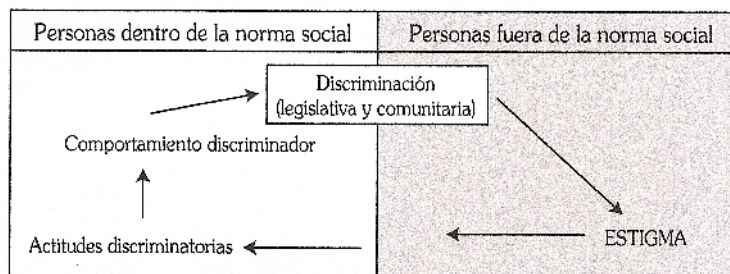 Personas dentro de la norma social
Personas fuera de la norma social
Discriminación
(legislativa y comunitaria)
Comportamiento discriminador
Actitudes discriminatorias
ESTIGMA